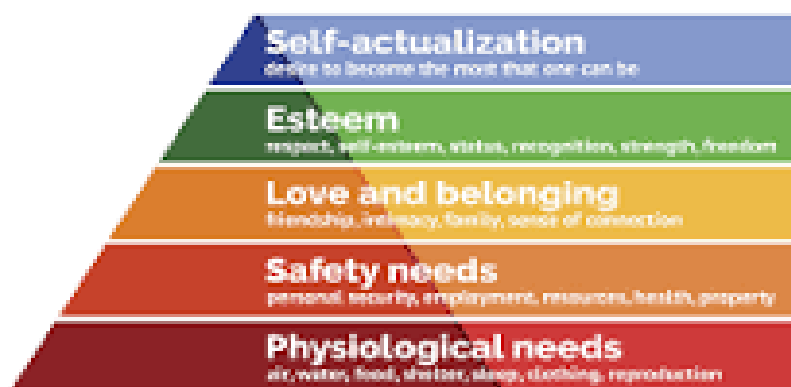 Self-actualization
desire to become the most that one can be
Esteem
respect, self-esteem, status, recognition, strength, freedom
Love and belonging
friendship, intimacy, family, sense of connection
Safety needs
personal security, employment, resources, health, property
Physiological needs
air, water, food, shelter, sleep, clothing, reproduction